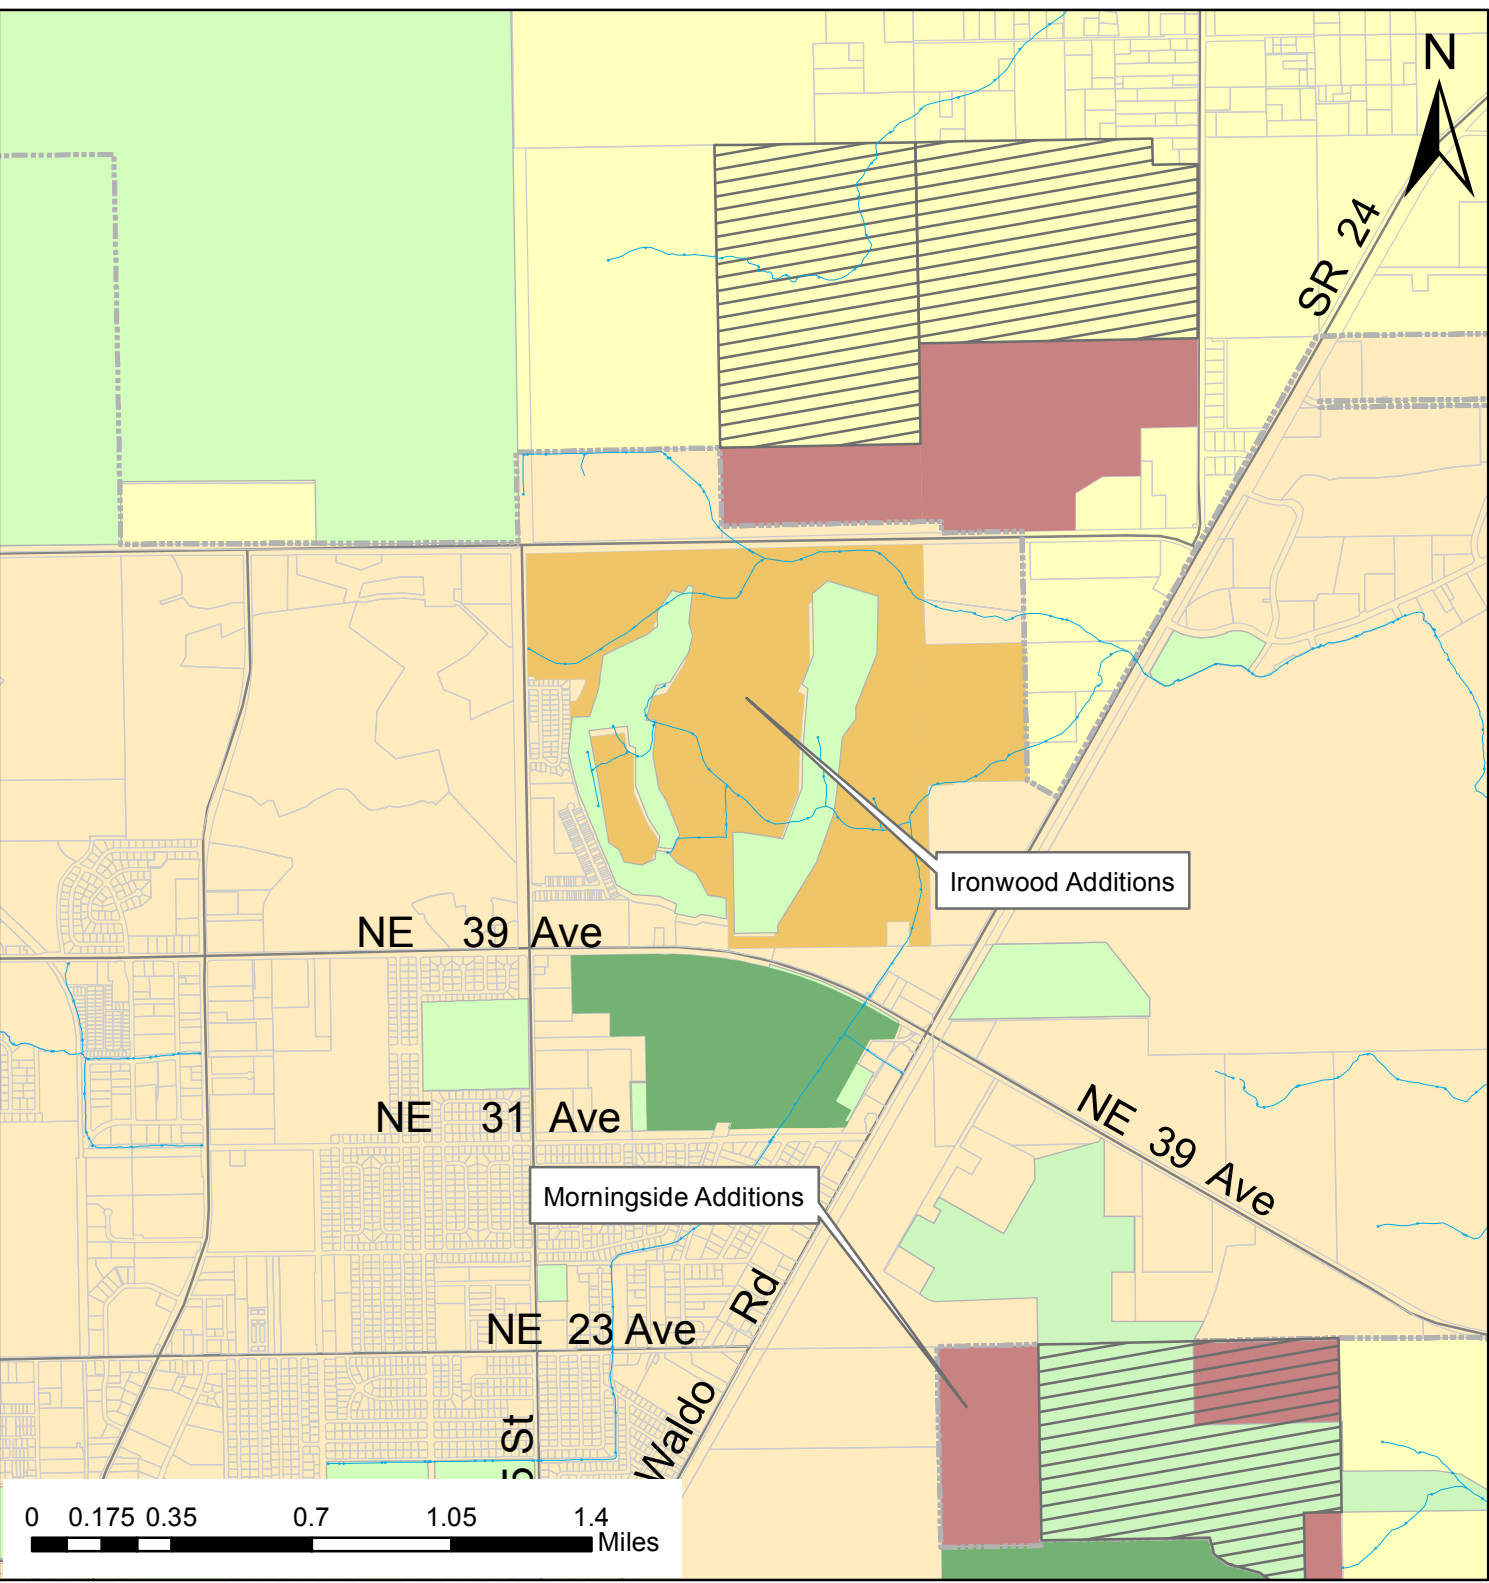 N
SR 24
Ironwood Additions
NE 39 Ave
NE 31 Ave
NE 39 Ave
Morningside Additions
NE 23 Ave
Waldo Rd
St
0 0.175 0.35 0.7 1.05 1.4
Miles